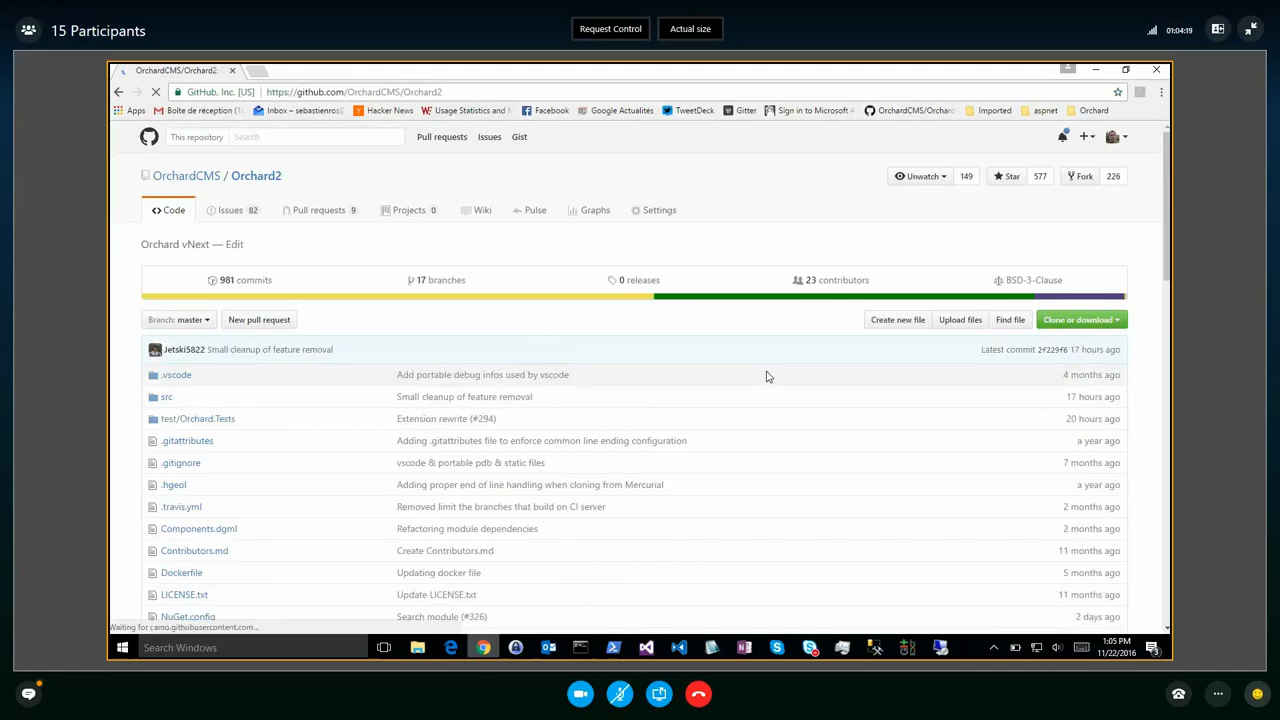 15 Participants
Request Control
Actual size
01:04:19
OrchardCMS/Orchard2:
GitHub, Inc. [US]
https://github.com/OrchardCMS/Orchard2
Apps
Boîte de réception (1
Inbox – sebastienros@
Hacker News
Usage Statistics and M
Facebook
Google Actualités
TweetDeck
Gitter
Sign in to Microsoft A
OrchardCMS/Orchard:
Imported
aspnet
Orchard
This repository
Search
Pull requests
Issues
Gist
OrchardCMS / Orchard2
Unwatch 149
Star 577
Fork 226
Code
Issues 82
Pull requests 9
Projects 0
Wiki
Pulse
Graphs
Settings
Orchard vNext — Edit
981 commits
17 branches
0 releases
23 contributors
BSD-3-Clause
Branch: master
New pull request
Create new file
Upload files
Find file
Clone or download
Jetski5822 Small cleanup of feature removal
Latest commit 2f229f6 17 hours ago
.vscode Add portable debug infos used by vscode 4 months ago
src Small cleanup of feature removal 17 hours ago
test/Orchard.Tests Extension rewrite (#294) 20 hours ago
.gitattributes Adding .gitattributes file to enforce common line ending configuration a year ago
.gitignore vscode & portable pdb & static files 7 months ago
.hgeol Adding proper end of line handling when cloning from Mercurial a year ago
.travis.yml Removed limit the branches that build on CI server 2 months ago
Components.dgml Refactoring module dependencies 2 months ago
Contributors.md Create Contributors.md 11 months ago
Dockerfile Updating docker file 5 months ago
LICENSE.txt Update LICENSE.txt 11 months ago
NuGet.config Search module (#326) 2 days ago
Waiting for camo.githubusercontent.com...
Search Windows
1:05 PM
11/22/2016